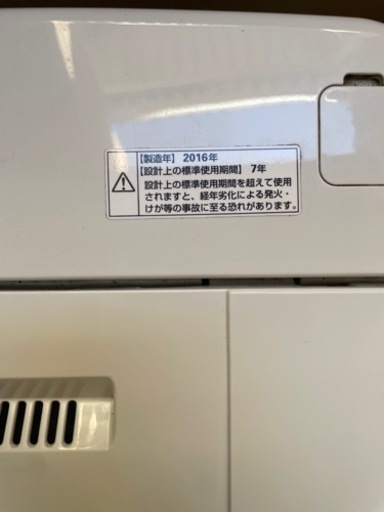 【製造年】 2016年
【設計上の標準使用期間】 7年
設計上の標準使用期間を超えて使用
されますと、経年劣化による発火・
けが等の事故に至る恐れがあります。